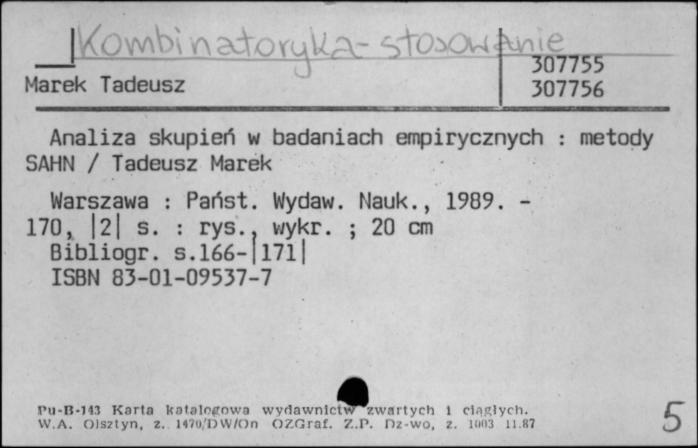 Kombinatoryka - stosowanie
307755
Marek Tadeusz
307756
Analiza skupień w badaniach empirycznych : metody
SAHN / Tadeusz Marek
Warszawa : Państ. Wydaw. Nauk., 1989. -
170, |2| s. : rys., wykr. ; 20 cm
Bibliogr. s.166-|171|
ISBN 83-01-09537-7
Pu-B-143 Karta katalogowa wydawnictw zwartych i ciągłych.
W.A. Olsztyn, z. 1470/DW/On OZGraf. Z.P. Dz-wo, z. 1003 11.87
5